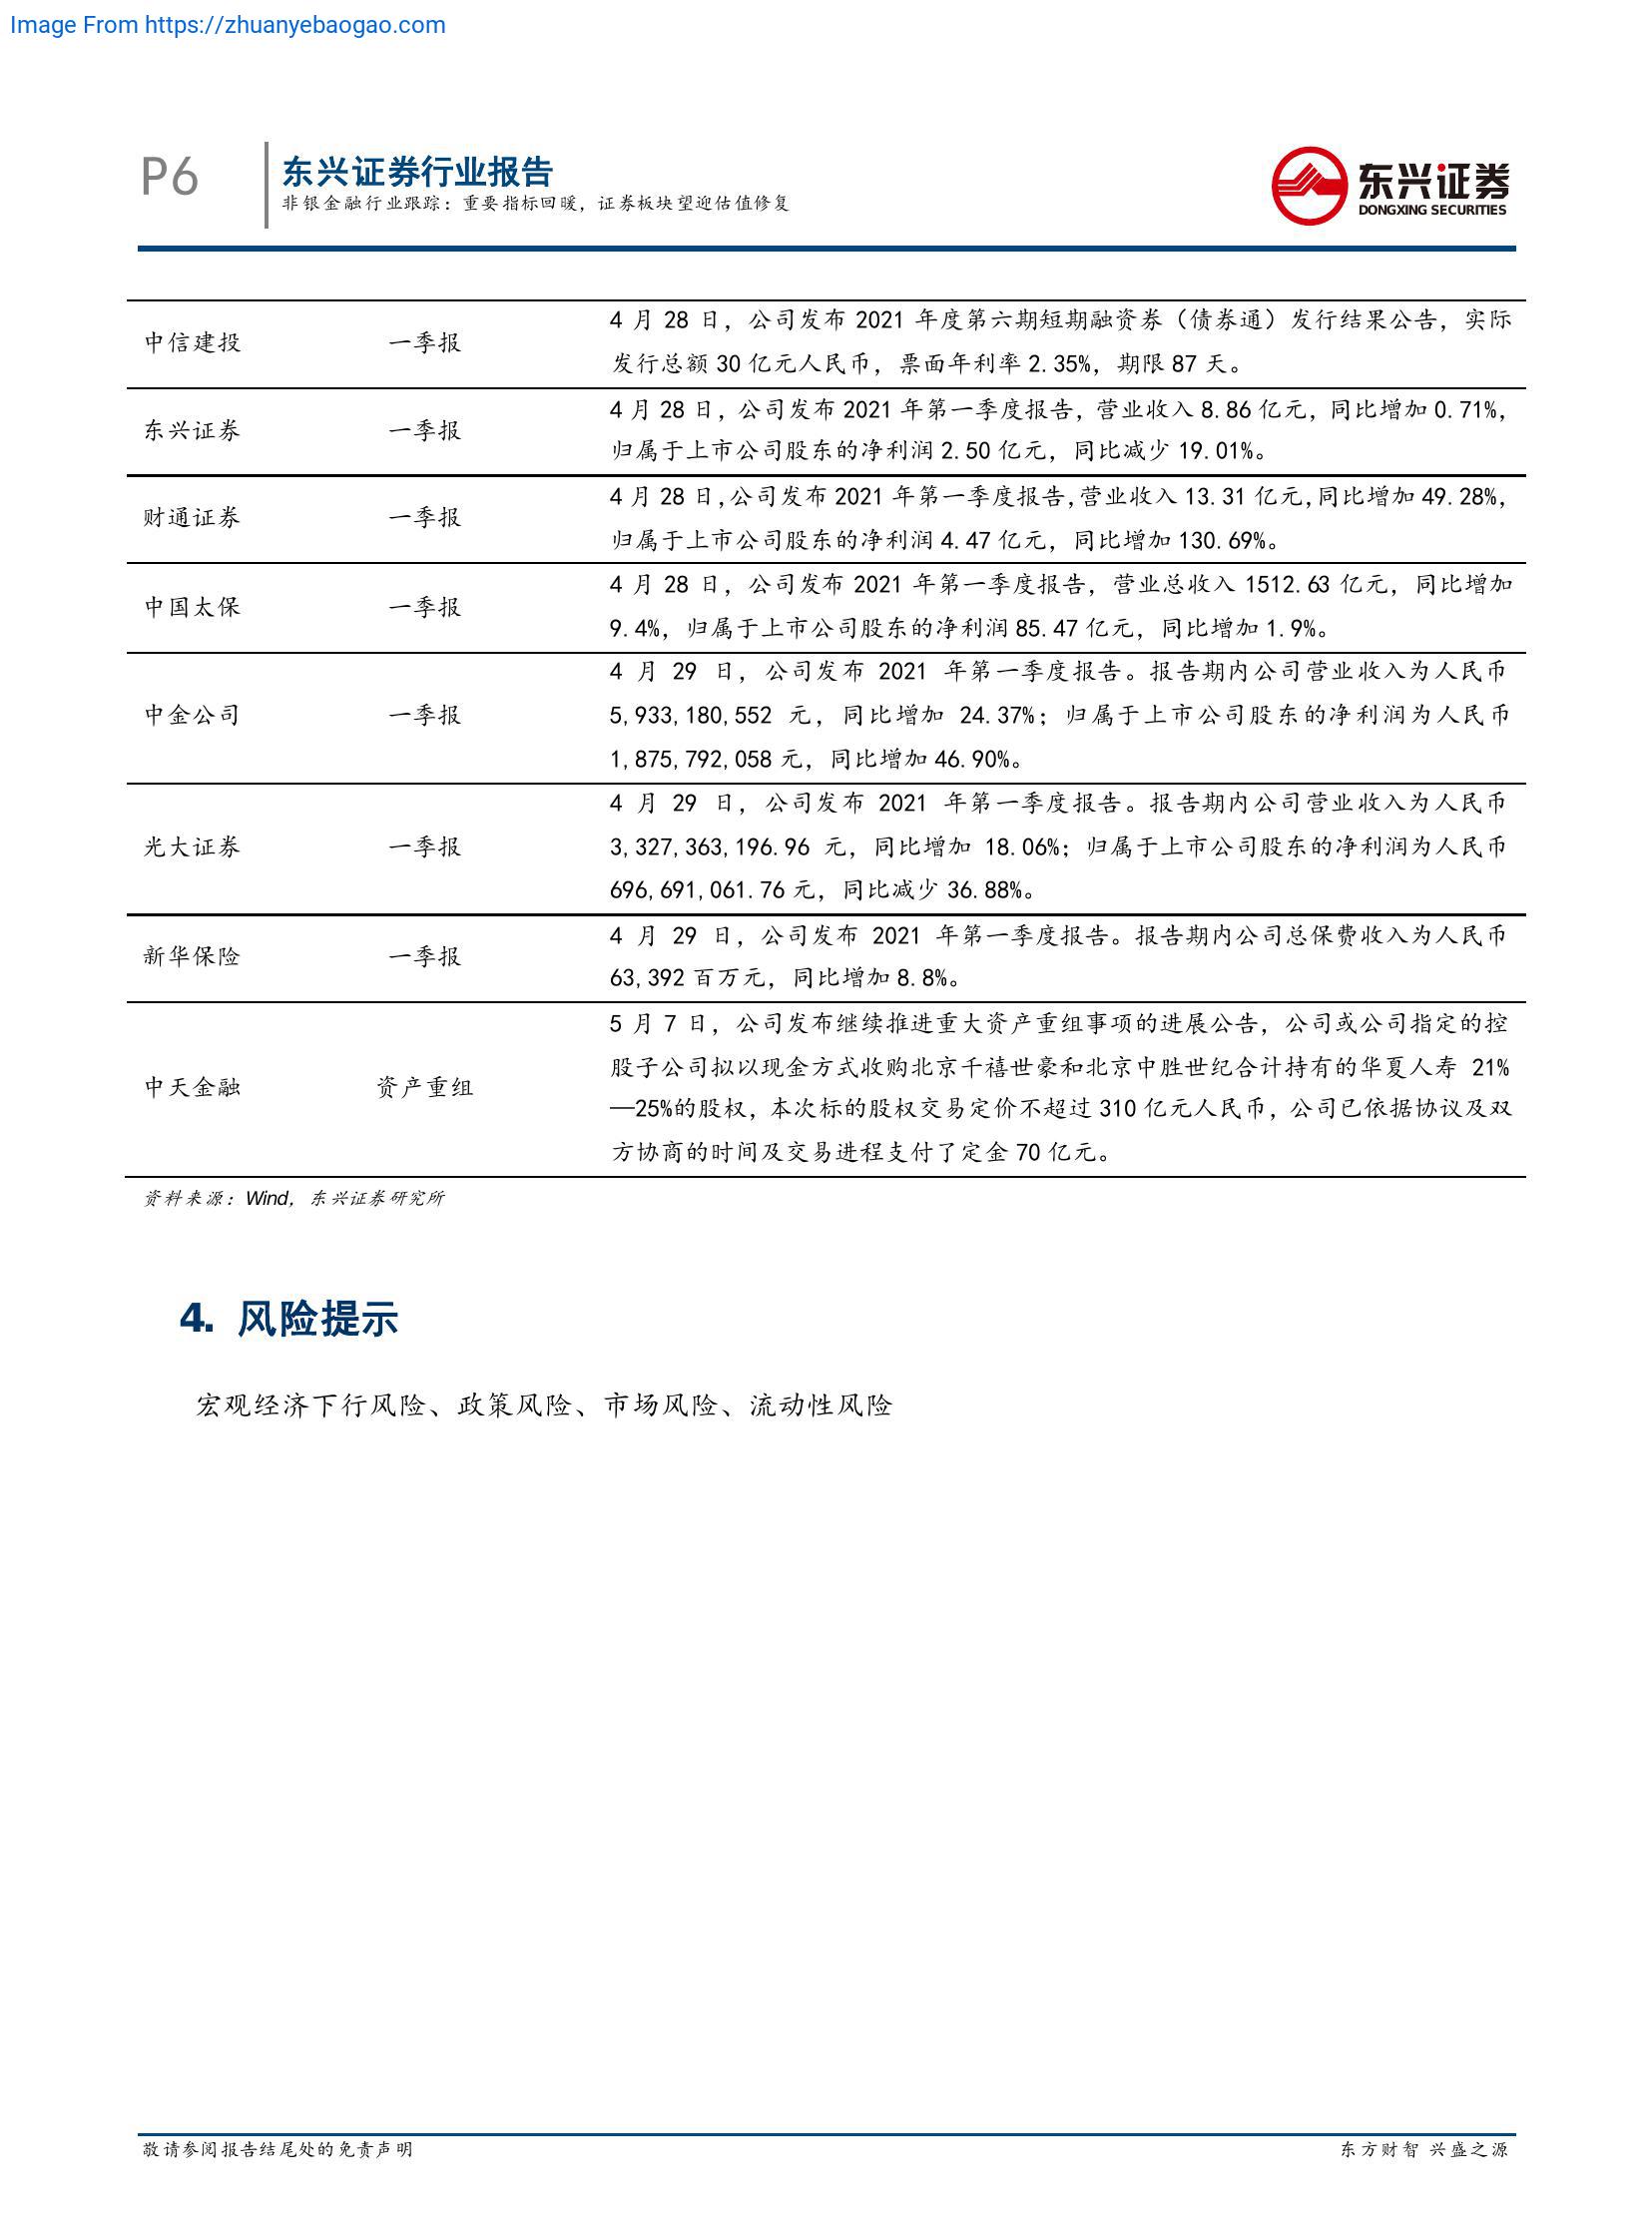 Image From https://zhuanyebaogao.com
P6
东兴证券行业报告
非银金融行业跟踪：重要指标回暖，证券板块望迎估值修复
东兴证券
DONGXING SECURITIES
中信建投 一季报
4 月 28 日，公司发布 2021 年度第六期短期融资券（债券通）发行结果公告，实际
发行总额 30 亿元人民币，票面年利率 2.35%，期限 87 天。
东兴证券 一季报
4 月 28 日，公司发布 2021 年第一季度报告，营业收入 8.86 亿元，同比增加 0.71%，
归属于上市公司股东的净利润 2.50 亿元，同比减少 19.01%。
财通证券 一季报
4 月 28 日，公司发布 2021 年第一季度报告，营业收入 13.31 亿元，同比增加 49.28%，
归属于上市公司股东的净利润 4.47 亿元，同比增加 130.69%。
中国太保 一季报
4 月 28 日，公司发布 2021 年第一季度报告，营业总收入 1512.63 亿元，同比增加
9.4%，归属于上市公司股东的净利润 85.47 亿元，同比增加 1.9%。
中金公司 一季报
4 月 29 日，公司发布 2021 年第一季度报告。报告期内公司营业收入为人民币
5,933,180,552 元，同比增加 24.37%；归属于上市公司股东的净利润为人民币
1,875,792,058 元，同比增加 46.90%。
光大证券 一季报
4 月 29 日，公司发布 2021 年第一季度报告。报告期内公司营业收入为人民币
3,327,363,196.96 元，同比增加 18.06%；归属于上市公司股东的净利润为人民币
696,691,061.76 元，同比减少 36.88%。
新华保险 一季报
4 月 29 日，公司发布 2021 年第一季度报告。报告期内公司总保费收入为人民币
63,392 百万元，同比增加 8.8%。
中天金融 资产重组
5 月 7 日，公司发布继续推进重大资产重组事项的进展公告，公司或公司指定的控
股子公司拟以现金方式收购北京千禧世豪和北京中胜世纪合计持有的华夏人寿 21%
—25%的股权，本次标的股权交易定价不超过 310 亿元人民币，公司已依据协议及双
方协商的时间及交易进程支付了定金 70 亿元。
资料来源：Wind，东兴证券研究所
4. 风险提示
宏观经济下行风险、政策风险、市场风险、流动性风险
敬请参阅报告结尾处的免责声明
东方财智 兴盛之源